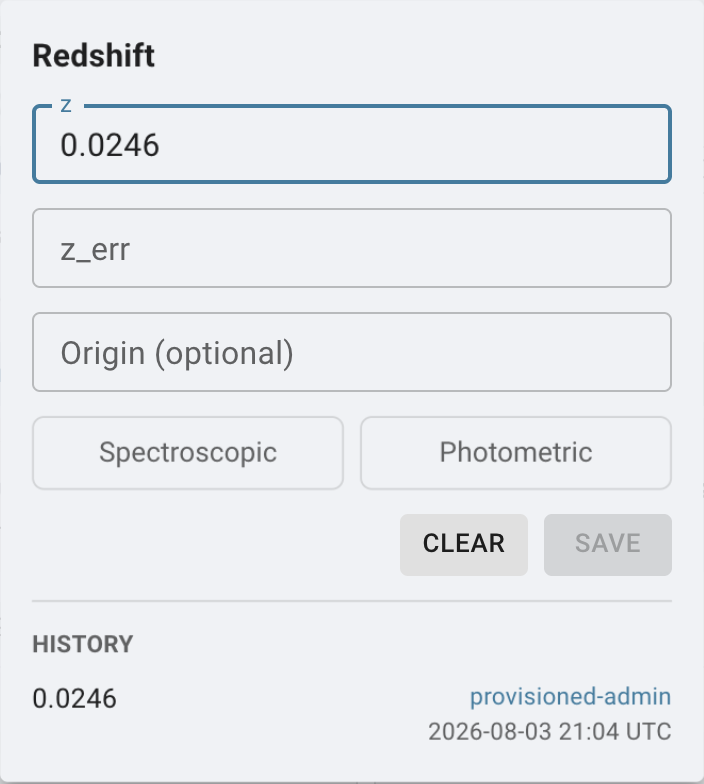 Redshift
z
0.0246
z_err
Origin (optional)
Spectroscopic
Photometric
CLEAR
SAVE
HISTORY
0.0246
provisioned-admin
2026-08-03 21:04 UTC